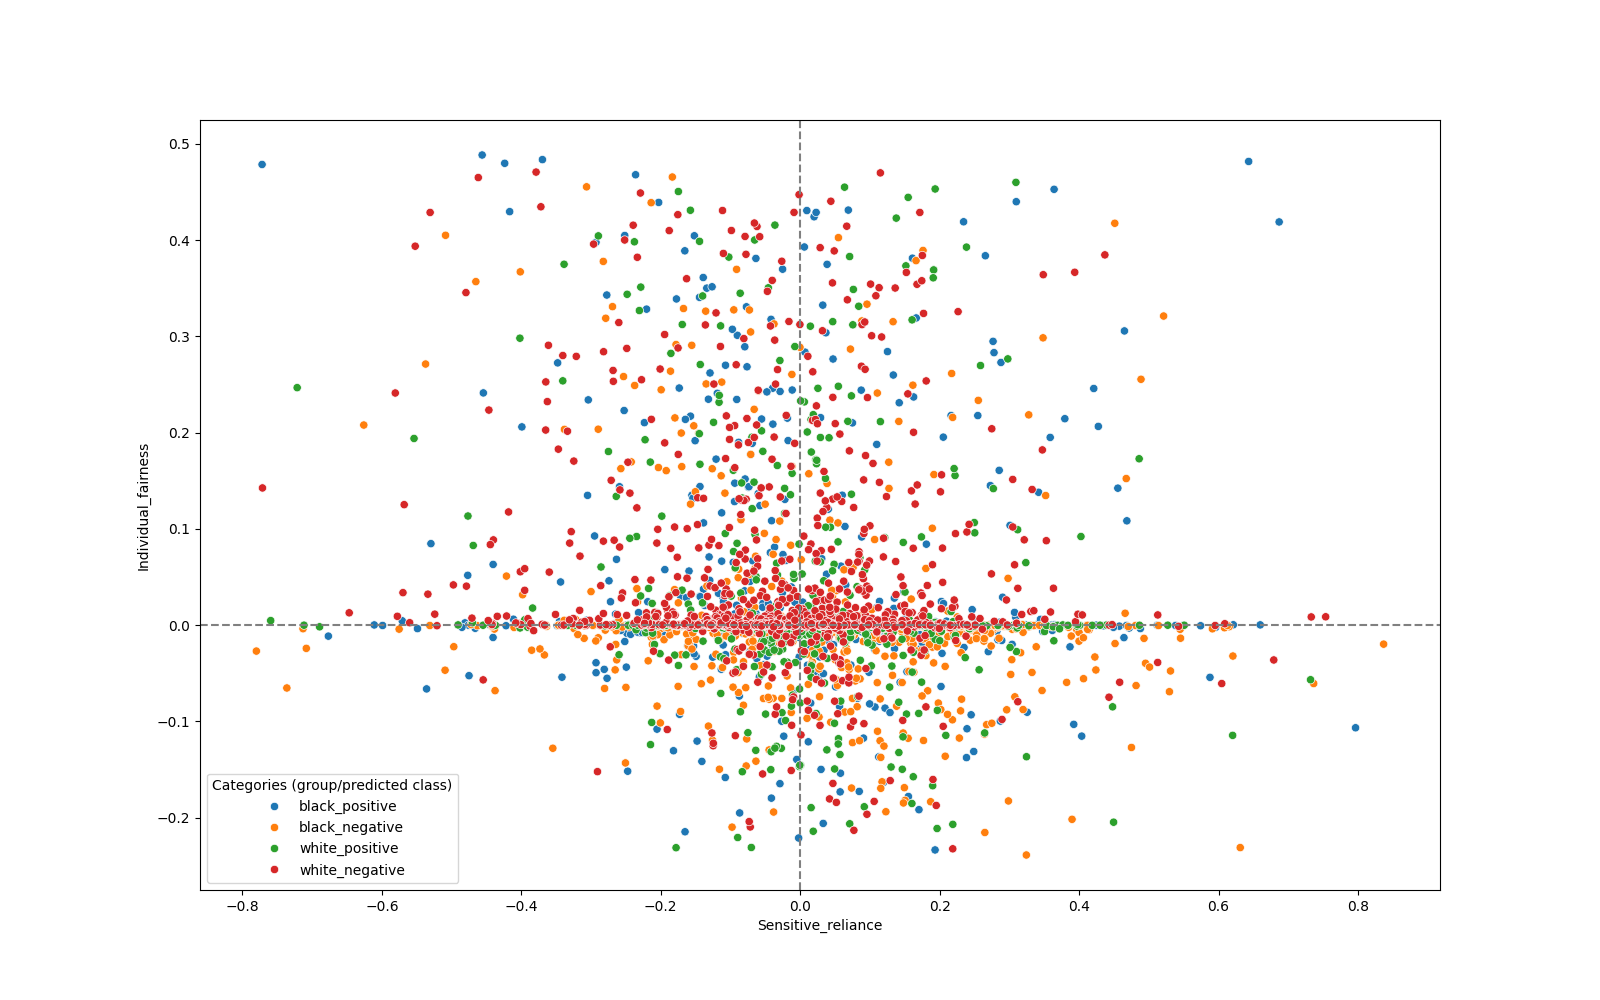 0.5
0.4
0.3
0.2
0.1
0.0
−0.1
−0.2
Individual_fairness
Categories (group/predicted class)
black_positive
black_negative
white_positive
white_negative
−0.8 −0.6 −0.4 −0.2 0.0 0.2 0.4 0.6 0.8
Sensitive_reliance